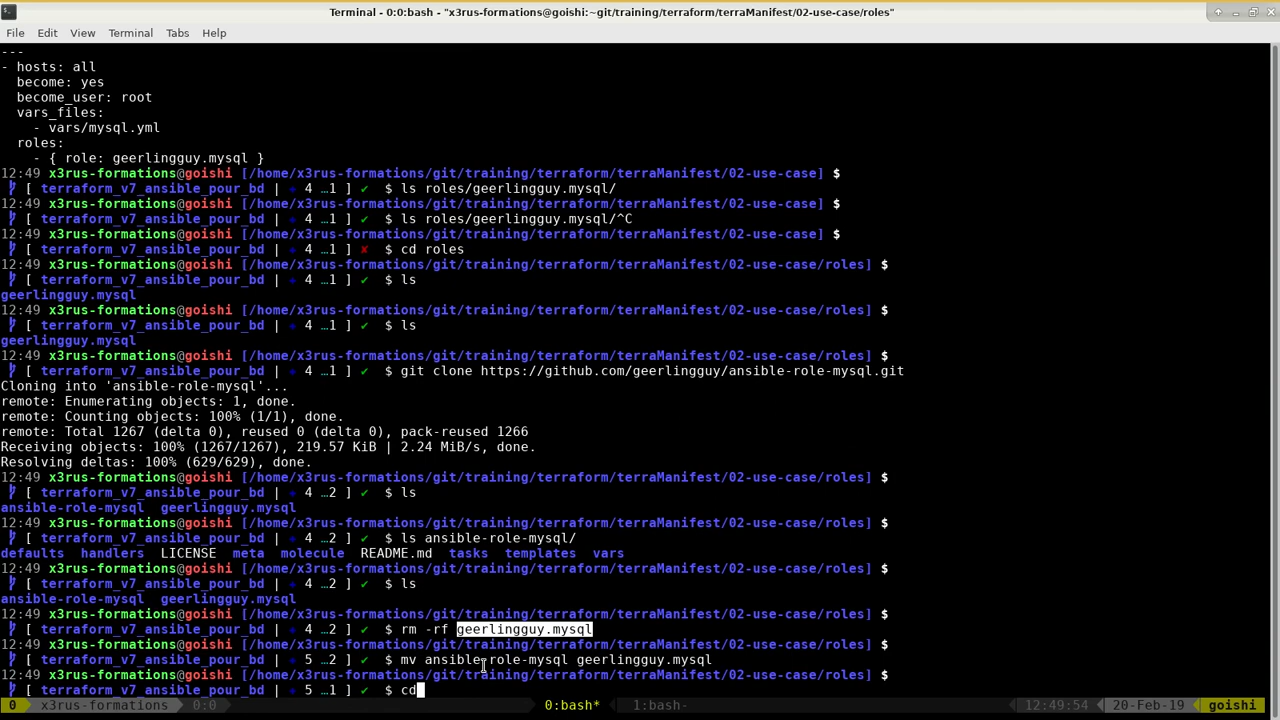 Terminal - 0:0:bash - "x3rus-formations@goishi:~git/training/terraform/terraManifest/02-use-case/roles"
File Edit View Terminal Tabs Help
---
- hosts: all
  become: yes
  become_user: root
  vars_files:
    - vars/mysql.yml
  roles:
    - { role: geerlingguy.mysql }
12:49 x3rus-formations@goishi [/home/x3rus-formations/git/training/terraform/terraManifest/02-use-case] $
[ terraform_v7_ansible_pour_bd | 4 …1 ] ✔ $ ls roles/geerlingguy.mysql/
12:49 x3rus-formations@goishi [/home/x3rus-formations/git/training/terraform/terraManifest/02-use-case] $
[ terraform_v7_ansible_pour_bd | 4 …1 ] ✔ $ ls roles/geerlingguy.mysql/^C
12:49 x3rus-formations@goishi [/home/x3rus-formations/git/training/terraform/terraManifest/02-use-case] $
[ terraform_v7_ansible_pour_bd | 4 …1 ] ✘ $ cd roles
12:49 x3rus-formations@goishi [/home/x3rus-formations/git/training/terraform/terraManifest/02-use-case/roles] $
[ terraform_v7_ansible_pour_bd | 4 …1 ] ✔ $ ls
geerlingguy.mysql
12:49 x3rus-formations@goishi [/home/x3rus-formations/git/training/terraform/terraManifest/02-use-case/roles] $
[ terraform_v7_ansible_pour_bd | 4 …1 ] ✔ $ ls
geerlingguy.mysql
12:49 x3rus-formations@goishi [/home/x3rus-formations/git/training/terraform/terraManifest/02-use-case/roles] $
[ terraform_v7_ansible_pour_bd | 4 …1 ] ✔ $ git clone https://github.com/geerlingguy/ansible-role-mysql.git
Cloning into 'ansible-role-mysql'...
remote: Enumerating objects: 1, done.
remote: Counting objects: 100% (1/1), done.
remote: Total 1267 (delta 0), reused 0 (delta 0), pack-reused 1266
Receiving objects: 100% (1267/1267), 219.57 KiB | 2.24 MiB/s, done.
Resolving deltas: 100% (629/629), done.
12:49 x3rus-formations@goishi [/home/x3rus-formations/git/training/terraform/terraManifest/02-use-case/roles] $
[ terraform_v7_ansible_pour_bd | 4 …2 ] ✔ $ ls
ansible-role-mysql geerlingguy.mysql
12:49 x3rus-formations@goishi [/home/x3rus-formations/git/training/terraform/terraManifest/02-use-case/roles] $
[ terraform_v7_ansible_pour_bd | 4 …2 ] ✔ $ ls ansible-role-mysql/
defaults handlers LICENSE meta molecule README.md tasks templates vars
12:49 x3rus-formations@goishi [/home/x3rus-formations/git/training/terraform/terraManifest/02-use-case/roles] $
[ terraform_v7_ansible_pour_bd | 4 …2 ] ✔ $ ls
ansible-role-mysql geerlingguy.mysql
12:49 x3rus-formations@goishi [/home/x3rus-formations/git/training/terraform/terraManifest/02-use-case/roles] $
[ terraform_v7_ansible_pour_bd | 4 …2 ] ✔ $ rm -rf geerlingguy.mysql
12:49 x3rus-formations@goishi [/home/x3rus-formations/git/training/terraform/terraManifest/02-use-case/roles] $
[ terraform_v7_ansible_pour_bd | 5 …2 ] ✔ $ mv ansible-role-mysql geerlingguy.mysql
12:49 x3rus-formations@goishi [/home/x3rus-formations/git/training/terraform/terraManifest/02-use-case/roles] $
[ terraform_v7_ansible_pour_bd | 5 …1 ] ✔ $ cd
0 x3rus-formations 0:0 0:bash* 1:bash- 12:49:54 20-Feb-19 goishi